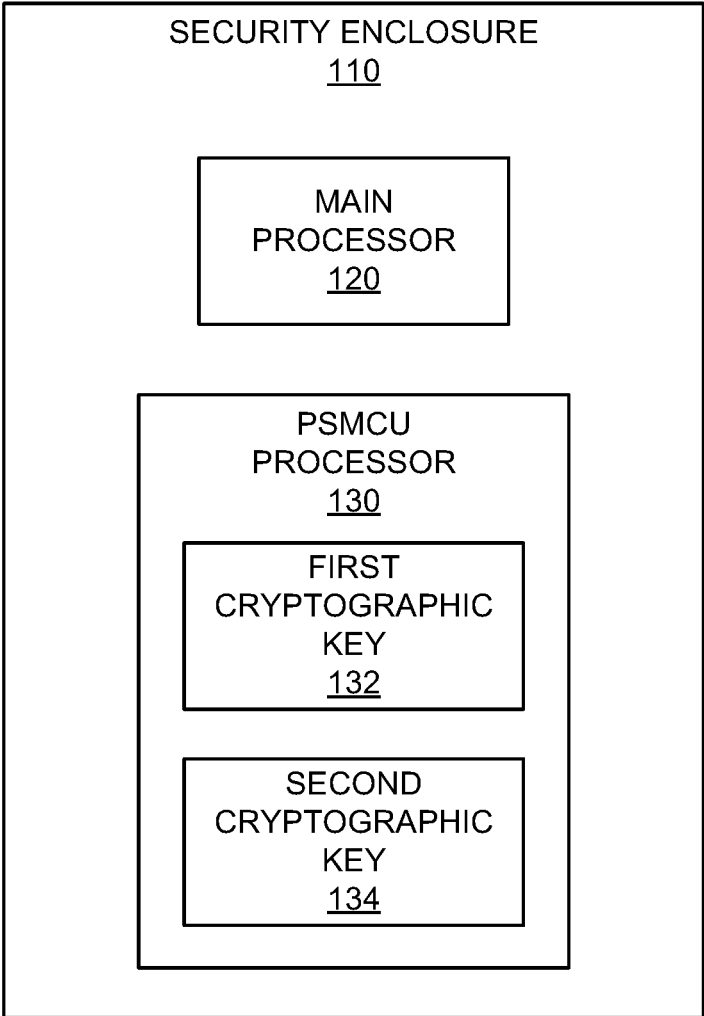 SECURITY ENCLOSURE
110
MAIN
PROCESSOR
120
PSMCU
PROCESSOR
130
FIRST
CRYPTOGRAPHIC
KEY
132
SECOND
CRYPTOGRAPHIC
KEY
134